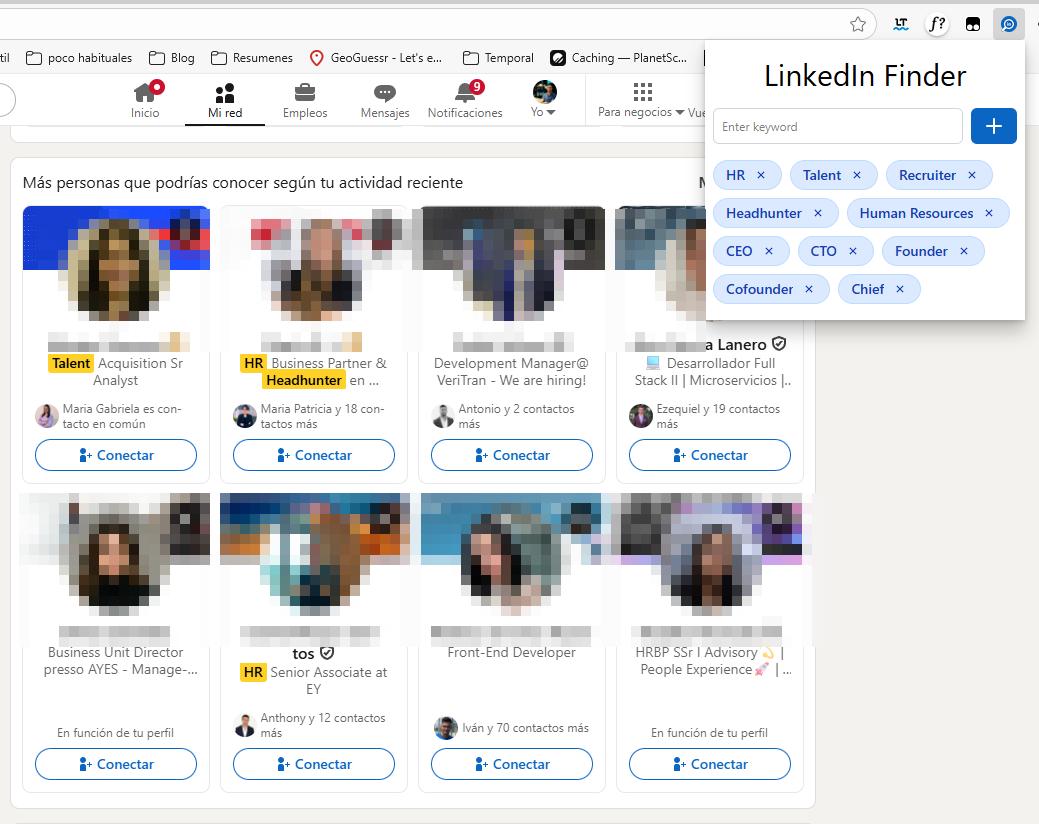 LT
f?
til
poco habituales
Blog
Resumenes
GeoGuessr - Let's e...
Temporal
Caching — PlanetSc...
LinkedIn Finder
Enter keyword
+
HR ×
Talent ×
Recruiter ×
Headhunter ×
Human Resources ×
CEO ×
CTO ×
Founder ×
Cofounder ×
Chief ×
Inicio
Mi red
Empleos
Mensajes
9
Notificaciones
Yo
Para negocios
Más personas que podrías conocer según tu actividad reciente
Talent Acquisition Sr
Analyst
Maria Gabriela es con-
tacto en común
Conectar
HR Business Partner &
Headhunter en ...
Maria Patricia y 18 con-
tactos más
Conectar
Development Manager@
VeriTran - We are hiring!
Antonio y 2 contactos
más
Conectar
a Lanero
Desarrollador Full
Stack II | Microservicios |..
Ezequiel y 19 contactos
más
Conectar
Business Unit Director
presso AYES - Manage-...
En función de tu perfil
Conectar
tos
HR Senior Associate at
EY
Anthony y 12 contactos
más
Conectar
Front-End Developer
Iván y 70 contactos más
Conectar
HRBP SSr I Advisory💫 |
People Experience🚀 | ...
En función de tu perfil
Conectar